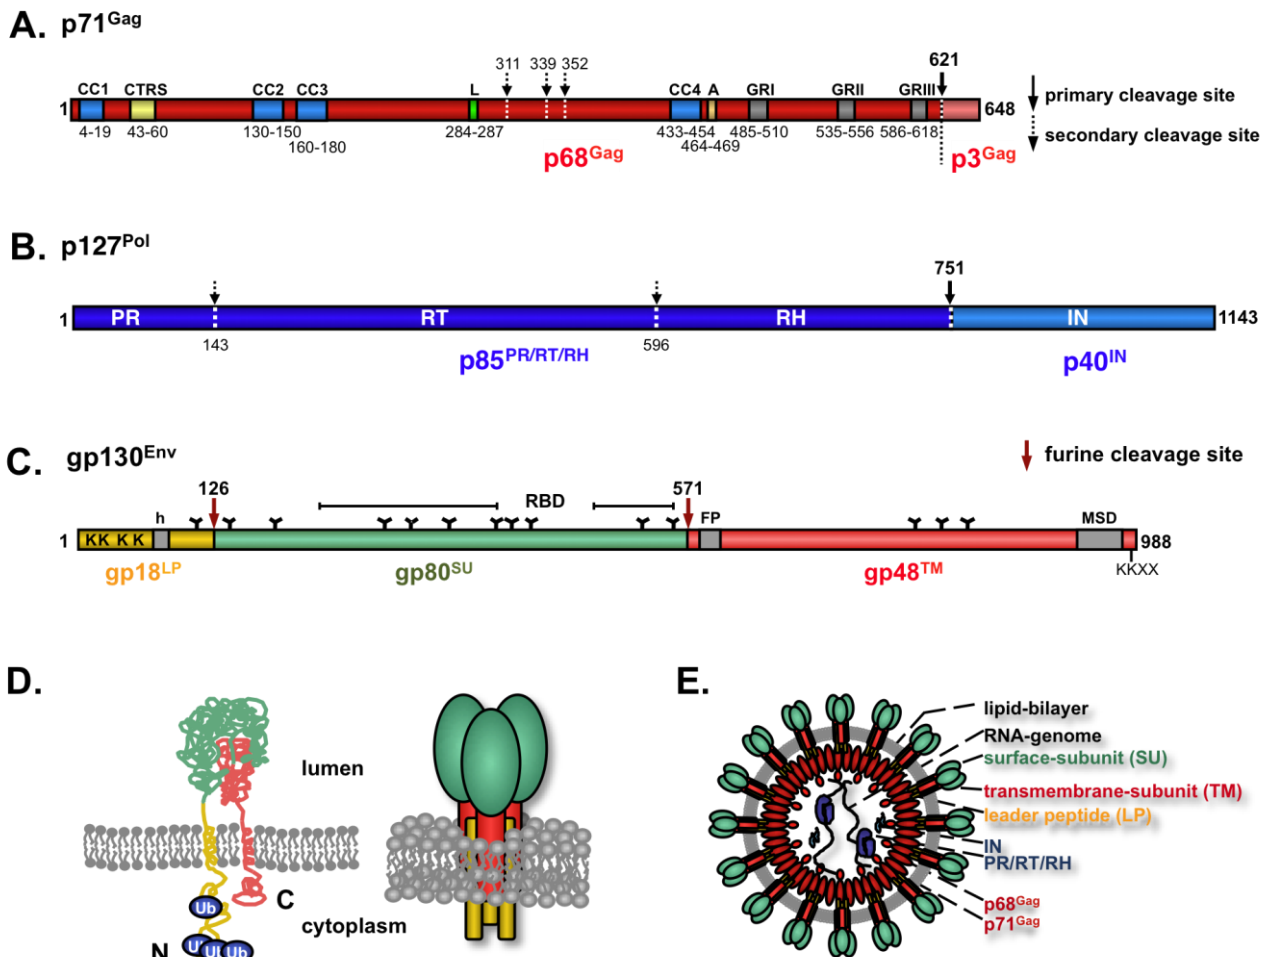 A. p71Gag
311 339 352 621
CC1 CTRS CC2 CC3 L CC4 A GRI GRII GRIII
1 648
primary cleavage site
4-19 43-60 130-150 284-287 433-454 485-510 535-556 586-618
secondary cleavage site
160-180 464-469
p68Gag p3Gag
B. p127Pol
751
1 PR RT RH IN 1143
143 596
p85PR/RT/RH p40IN
C. gp130Env
furine cleavage site
126 RBD 571
h FP MSD
1 KK K K 988
gp18LP gp80SU gp48TM KKXX
D.
lumen
C
Ub
cytoplasm
N Ub Ub
E.
lipid-bilayer
RNA-genome
surface-subunit (SU)
transmembrane-subunit (TM)
leader peptide (LP)
IN
PR/RT/RH
p68Gag
p71Gag